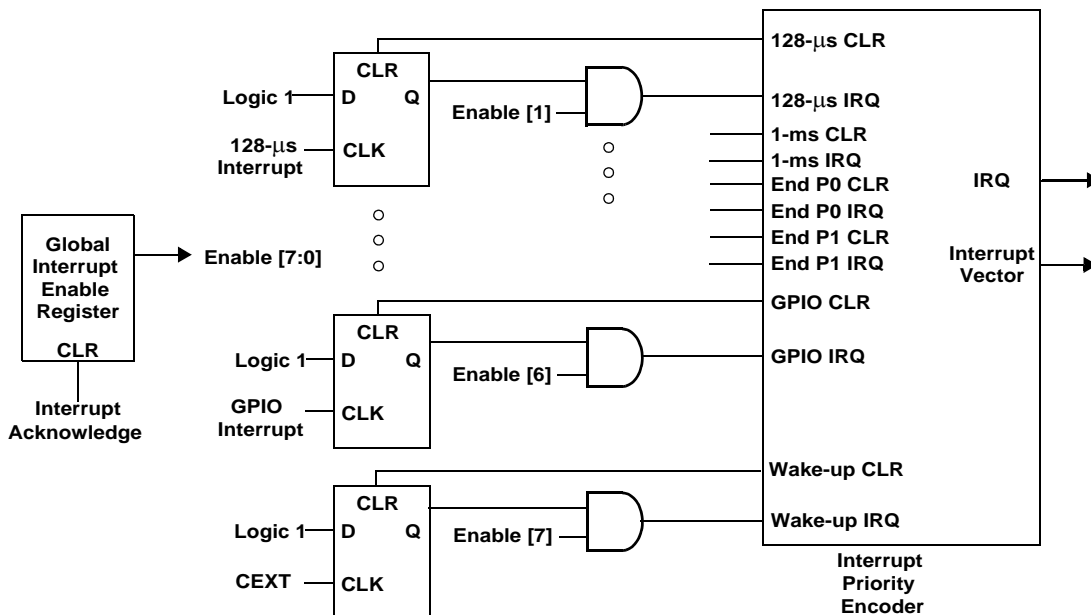 CLR
D Q
CLK
Logic 1
128-μs
Interrupt
Enable [1]
128-μs CLR
128-μs IRQ
1-ms CLR
1-ms IRQ
End P0 CLR
End P0 IRQ
End P1 CLR
End P1 IRQ
GPIO CLR
GPIO IRQ
Wake-up CLR
Wake-up IRQ
IRQ
Interrupt
Vector
Global
Interrupt
Enable
Register
CLR
Interrupt
Acknowledge
Enable [7:0]
CLR
D Q
CLK
Logic 1
GPIO
Interrupt
Enable [6]
CLR
D Q
CLK
Logic 1
CEXT
Enable [7]
Interrupt
Priority
Encoder